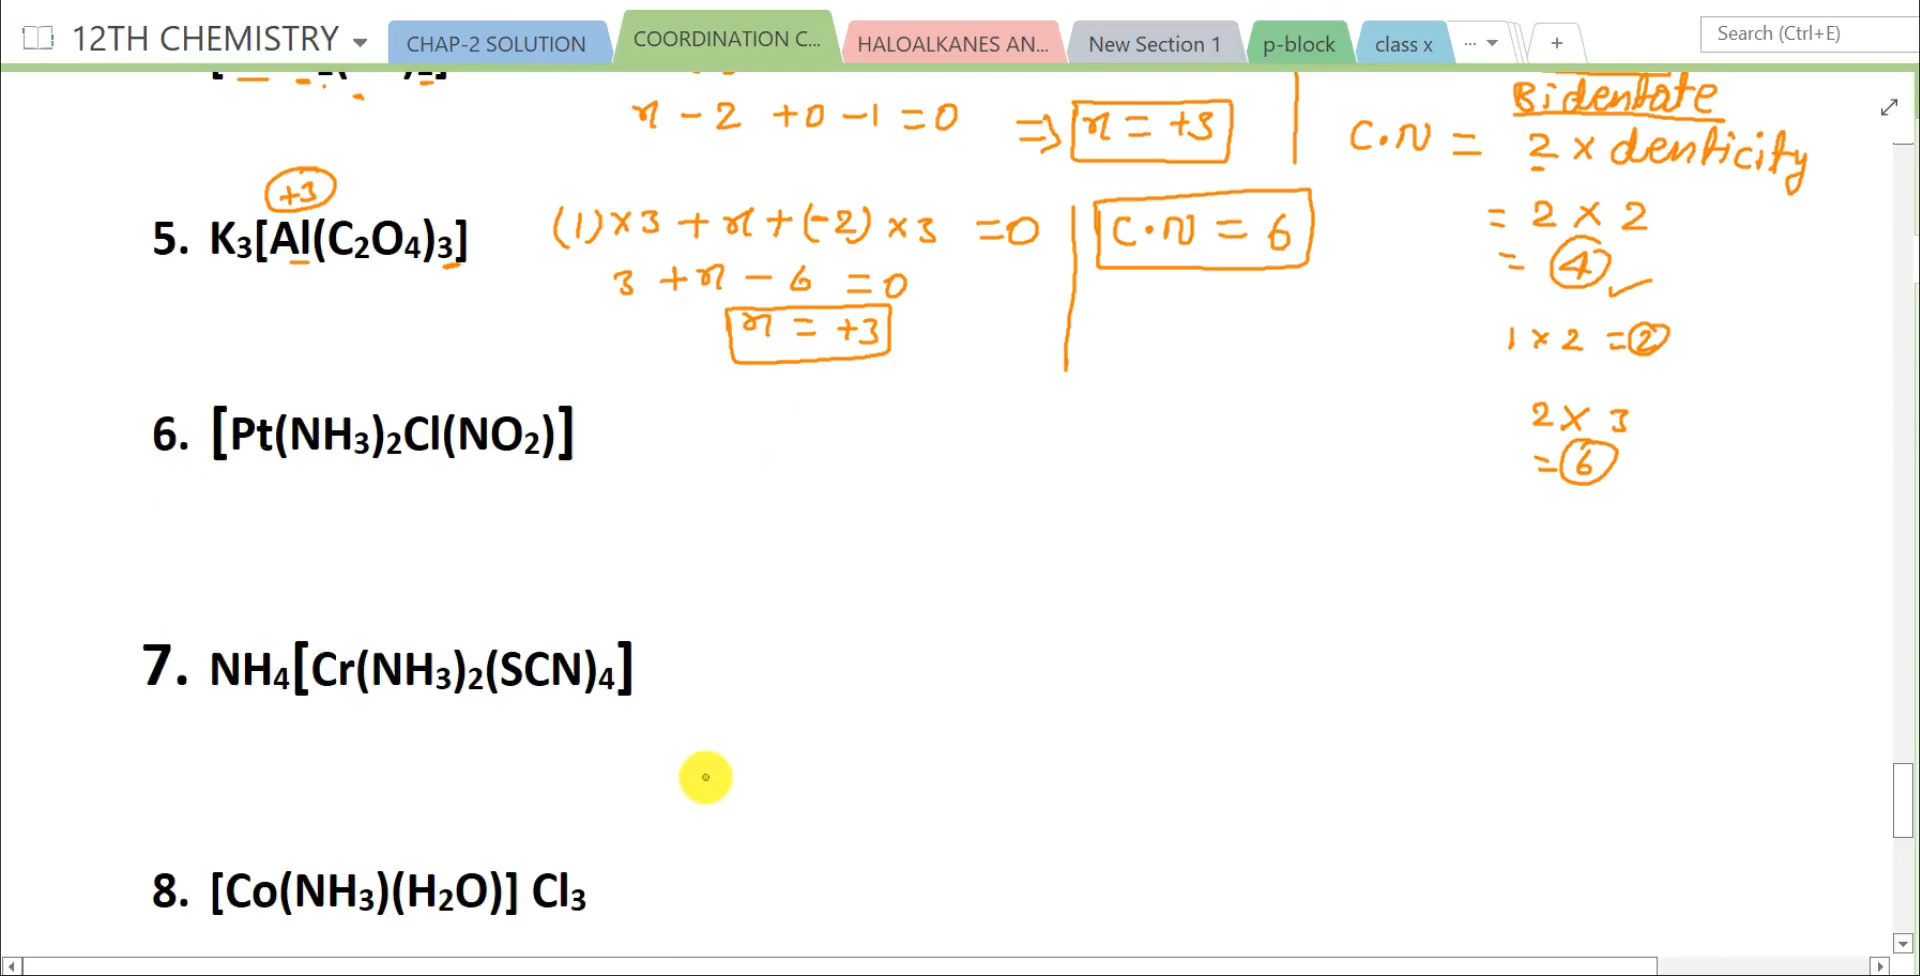 12TH CHEMISTRY
CHAP-2 SOLUTION
COORDINATION C...
HALOALKANES AN...
New Section 1
p-block
class x
...
+
Search (Ctrl+E)
x - 2 + 0 - 1 = 0 ⇒ x = +3
Bidentate
C.N = 2 × denticity
= 2 × 2
= 4 ✓
1 × 2 = 2
2 × 3
= 6
+3
5. K₃[Al(C₂O₄)₃]
(1)×3 + x + (-2) × 3 = 0
C.N = 6
3 + x - 6 = 0
x = +3
6. [Pt(NH₃)₂Cl(NO₂)]
7. NH₄[Cr(NH₃)₂(SCN)₄]
8. [Co(NH₃)(H₂O)] Cl₃